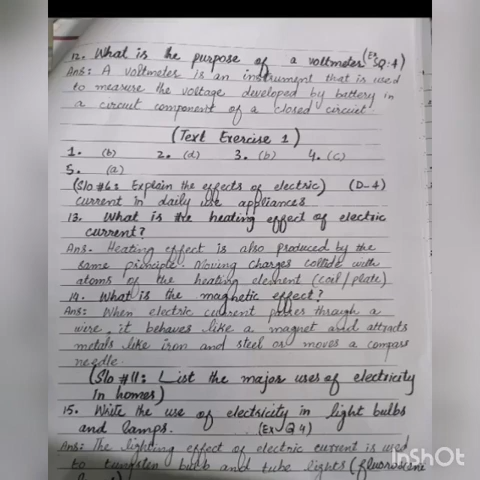 12. What is the purpose of a voltmeter (Ex SQ.4)
Ans: A voltmeter is an instrument that is used
to measure the voltage developed by battery in
a circuit component of a closed circuit.
(Text Exercise 1)
1. (b) 2. (d) 3. (b) 4. (c)
5. (a)
(Slo #6: Explain the effects of electric) (D-4)
current in daily use appliances
13. What is the heating effect of electric
current?
Ans. Heating effect is also produced by the
same principle. Moving charges collide with
atoms of the heating element (coil/plate)
14. What is the magnetic effect?
Ans: When electric current passes through a
wire, it behaves like a magnet and attracts
metals like iron and steel or moves a compass
needle.
(Slo #11: List the major uses of electricity
in homes)
15. Write the use of electricity in light bulbs
and lamps. (Ex Q4)
Ans: The lighting effect of electric current is used
to tungsten bulb and tube lights (
InShOt